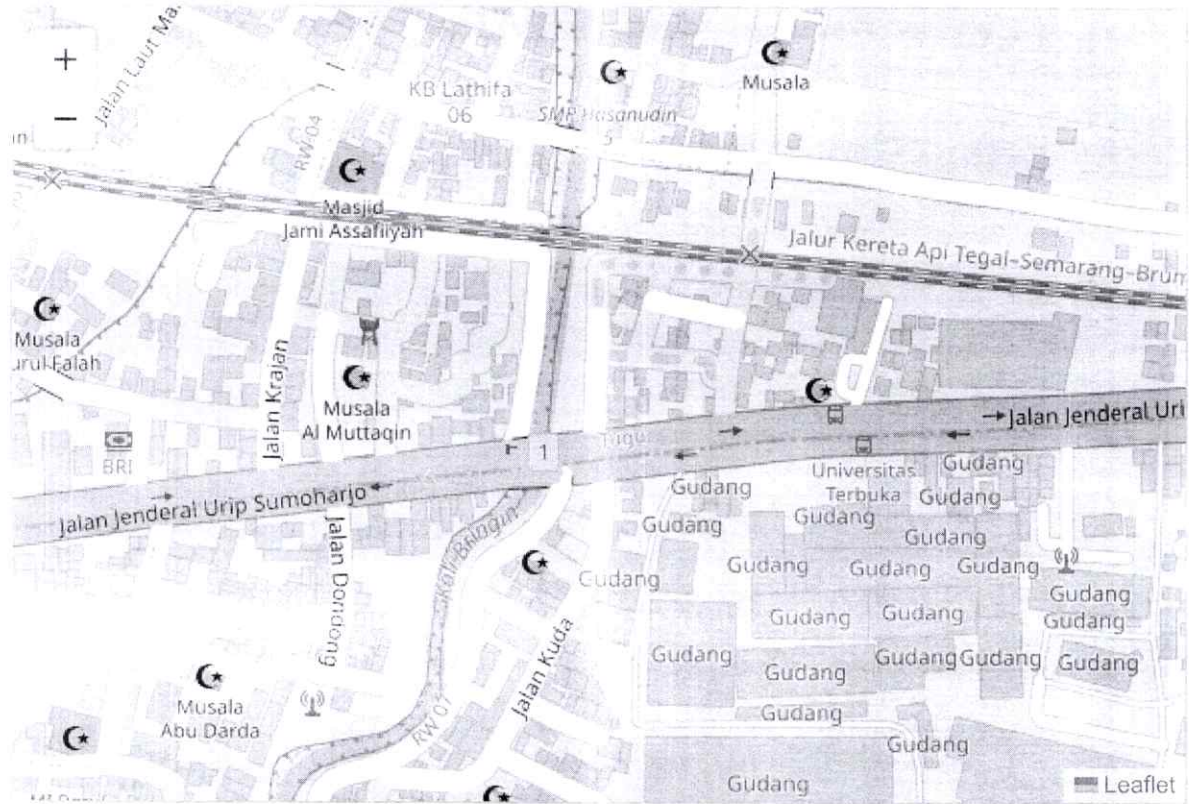 +
−
Jalan Laut Ma
KB Lathifa
06
SMP Hasanudin
5
Musala
RW 04
Masjid
Jami Assafiiyah
Jalur Kereta Api Tegal-Semarang-Brum
Musala
urul Falah
Jalan Krajan
Musala
Al Muttaqin
BRI
1
Tugu
Jalan Jenderal Uri
Jalan Jenderal Urip Sumoharjo
Universitas
Terbuka
Gudang
Gudang
Gudang
Gudang
Gudang
Gudang
Jalan Dondong
Kali Bringin
Gudang
Gudang
Gudang
Gudang
Gudang
Gudang
Gudang
Gudang
Jalan Kuda
Gudang
Gudang
Gudang
Gudang
Gudang
RW 07
Musala
Abu Darda
Gudang
Gudang
Gudang
Leaflet